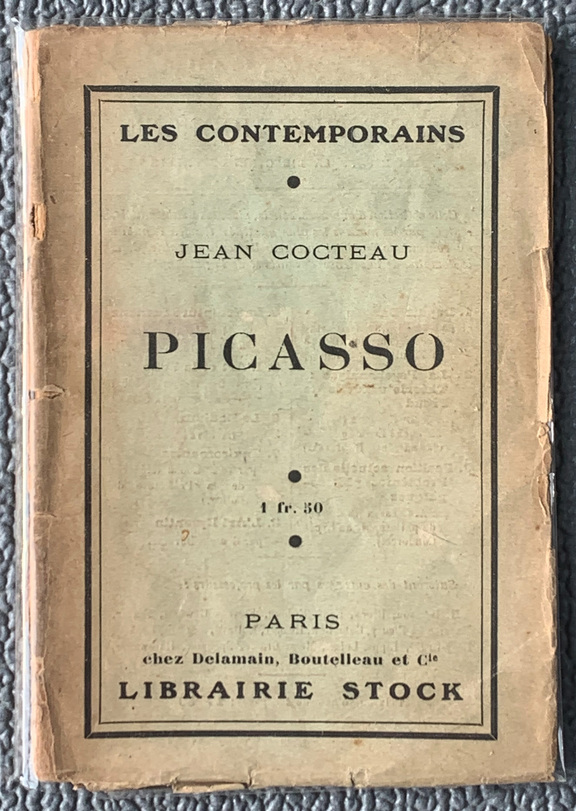 LES CONTEMPORAINS
JEAN COCTEAU
PICASSO
1 fr. 50
PARIS
chez Delamain, Boutelleau et Cie
LIBRAIRIE STOCK